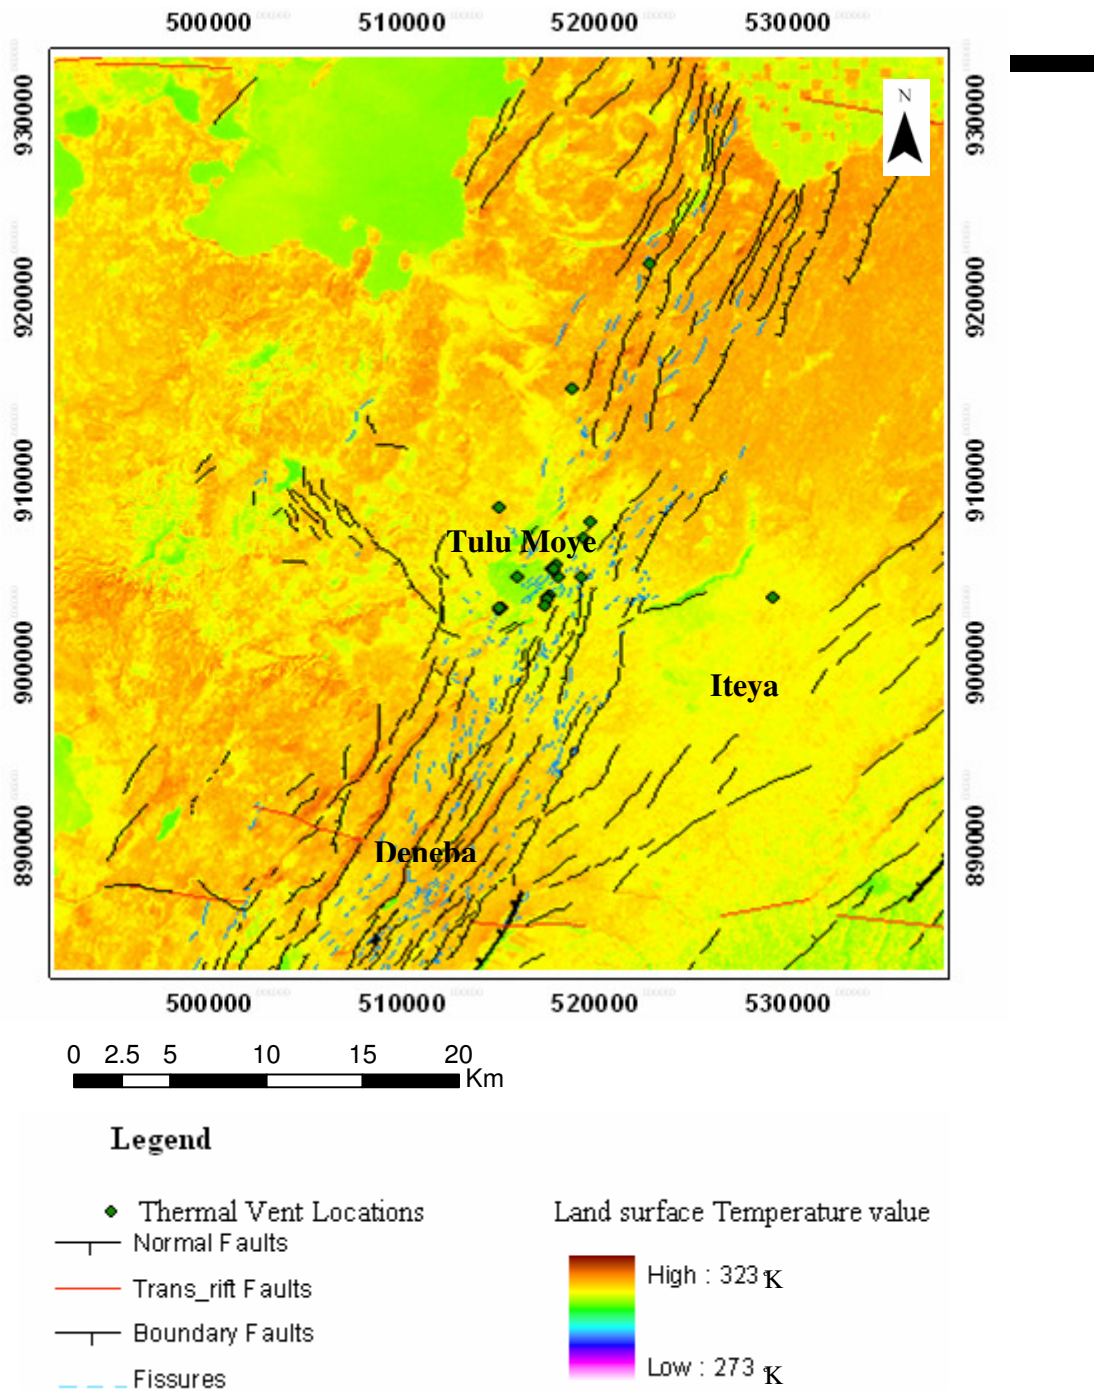 500000 510000 520000 530000
N
930000
930000
920000
920000
910000
910000
Tulu Moye
900000
900000
Iteya
890000
890000
Deneba
500000 510000 520000 530000
0 2.5 5 10 15 20
Km
Legend
Thermal Vent Locations
Normal Faults
Trans_rift Faults
Boundary Faults
Fissures
Land surface Temperature value
High : 323 °K
Low : 273 °K